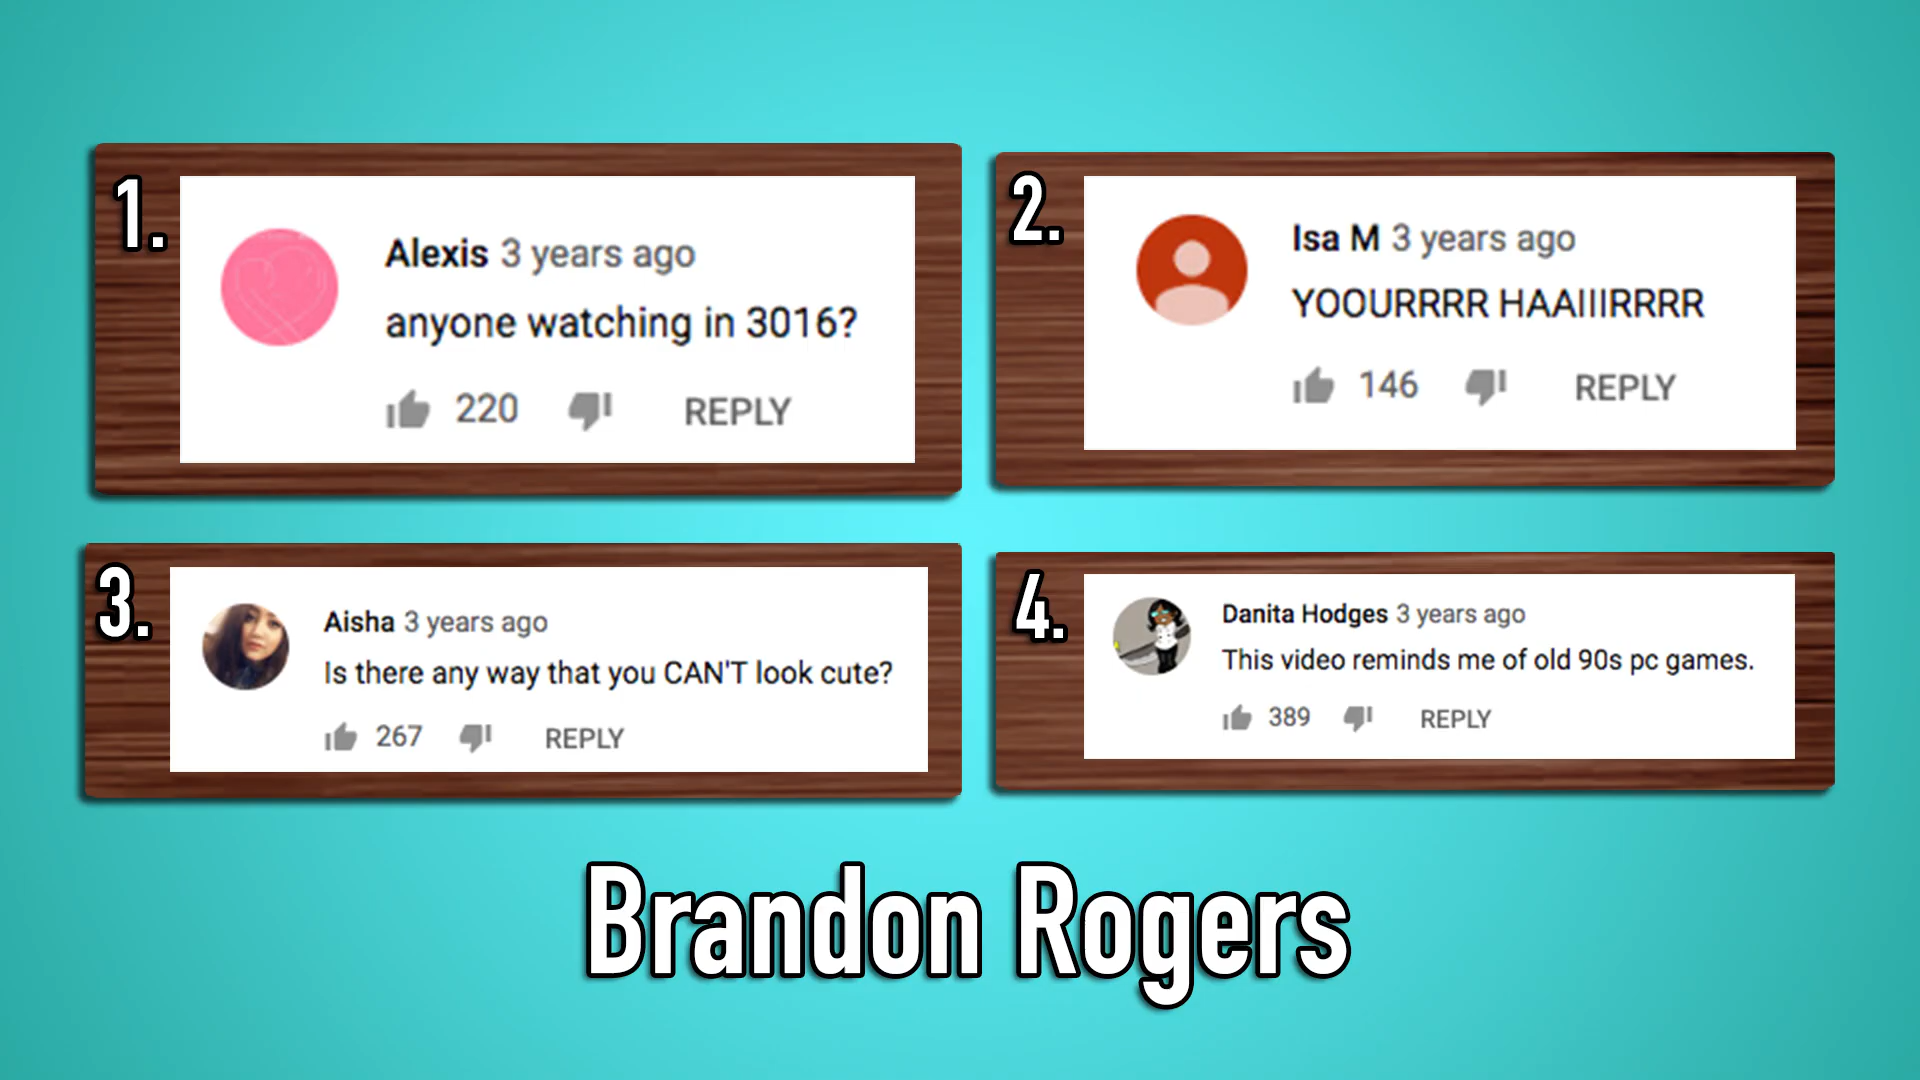 1.
Alexis 3 years ago
anyone watching in 3016?
220 REPLY
2.
Isa M 3 years ago
YOOURRRR HAAIIIRRRR
146 REPLY
3.
Aisha 3 years ago
Is there any way that you CAN'T look cute?
267 REPLY
4.
Danita Hodges 3 years ago
This video reminds me of old 90s pc games.
389 REPLY
Brandon Rogers